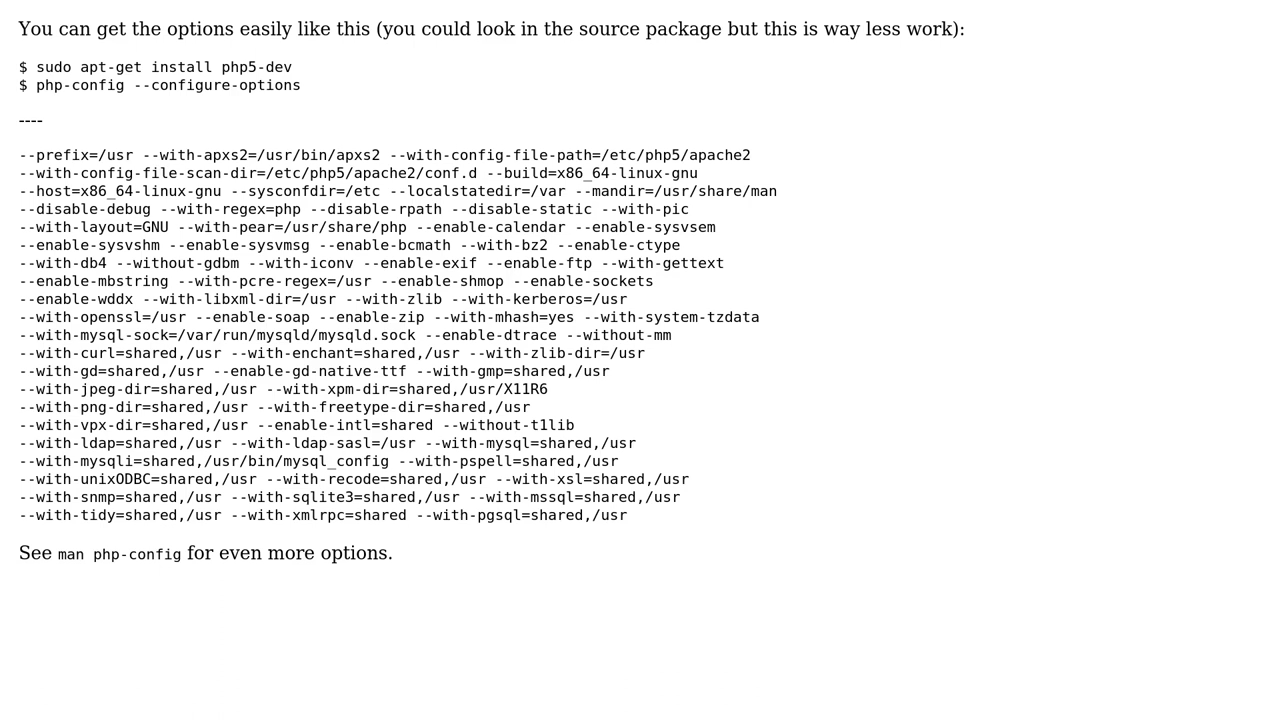 You can get the options easily like this (you could look in the source package but this is way less work):
$ sudo apt-get install php5-dev
$ php-config --configure-options
----
--prefix=/usr --with-apxs2=/usr/bin/apxs2 --with-config-file-path=/etc/php5/apache2
--with-config-file-scan-dir=/etc/php5/apache2/conf.d --build=x86_64-linux-gnu
--host=x86_64-linux-gnu --sysconfdir=/etc --localstatedir=/var --mandir=/usr/share/man
--disable-debug --with-regex=php --disable-rpath --disable-static --with-pic
--with-layout=GNU --with-pear=/usr/share/php --enable-calendar --enable-sysvsem
--enable-sysvshm --enable-sysvmsg --enable-bcmath --with-bz2 --enable-ctype
--with-db4 --without-gdbm --with-iconv --enable-exif --enable-ftp --with-gettext
--enable-mbstring --with-pcre-regex=/usr --enable-shmop --enable-sockets
--enable-wddx --with-libxml-dir=/usr --with-zlib --with-kerberos=/usr
--with-openssl=/usr --enable-soap --enable-zip --with-mhash=yes --with-system-tzdata
--with-mysql-sock=/var/run/mysqld/mysqld.sock --enable-dtrace --without-mm
--with-curl=shared,/usr --with-enchant=shared,/usr --with-zlib-dir=/usr
--with-gd=shared,/usr --enable-gd-native-ttf --with-gmp=shared,/usr
--with-jpeg-dir=shared,/usr --with-xpm-dir=shared,/usr/X11R6
--with-png-dir=shared,/usr --with-freetype-dir=shared,/usr
--with-vpx-dir=shared,/usr --enable-intl=shared --without-t1lib
--with-ldap=shared,/usr --with-ldap-sasl=/usr --with-mysql=shared,/usr
--with-mysqli=shared,/usr/bin/mysql_config --with-pspell=shared,/usr
--with-unixODBC=shared,/usr --with-recode=shared,/usr --with-xsl=shared,/usr
--with-snmp=shared,/usr --with-sqlite3=shared,/usr --with-mssql=shared,/usr
--with-tidy=shared,/usr --with-xmlrpc=shared --with-pgsql=shared,/usr
See man php-config for even more options.